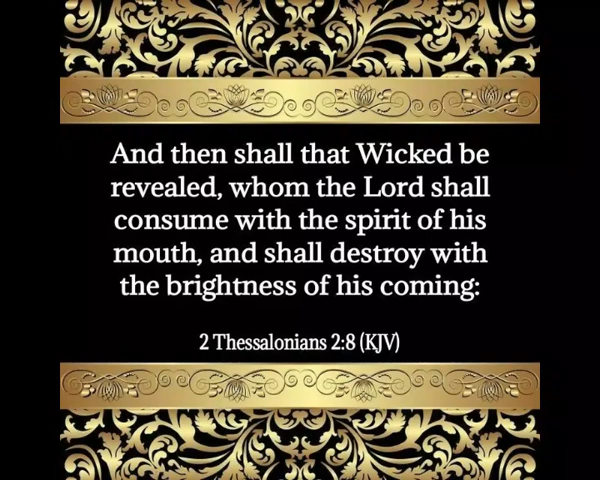 And then shall that Wicked be
revealed, whom the Lord shall
consume with the spirit of his
mouth, and shall destroy with
the brightness of his coming:
2 Thessalonians 2:8 (KJV)